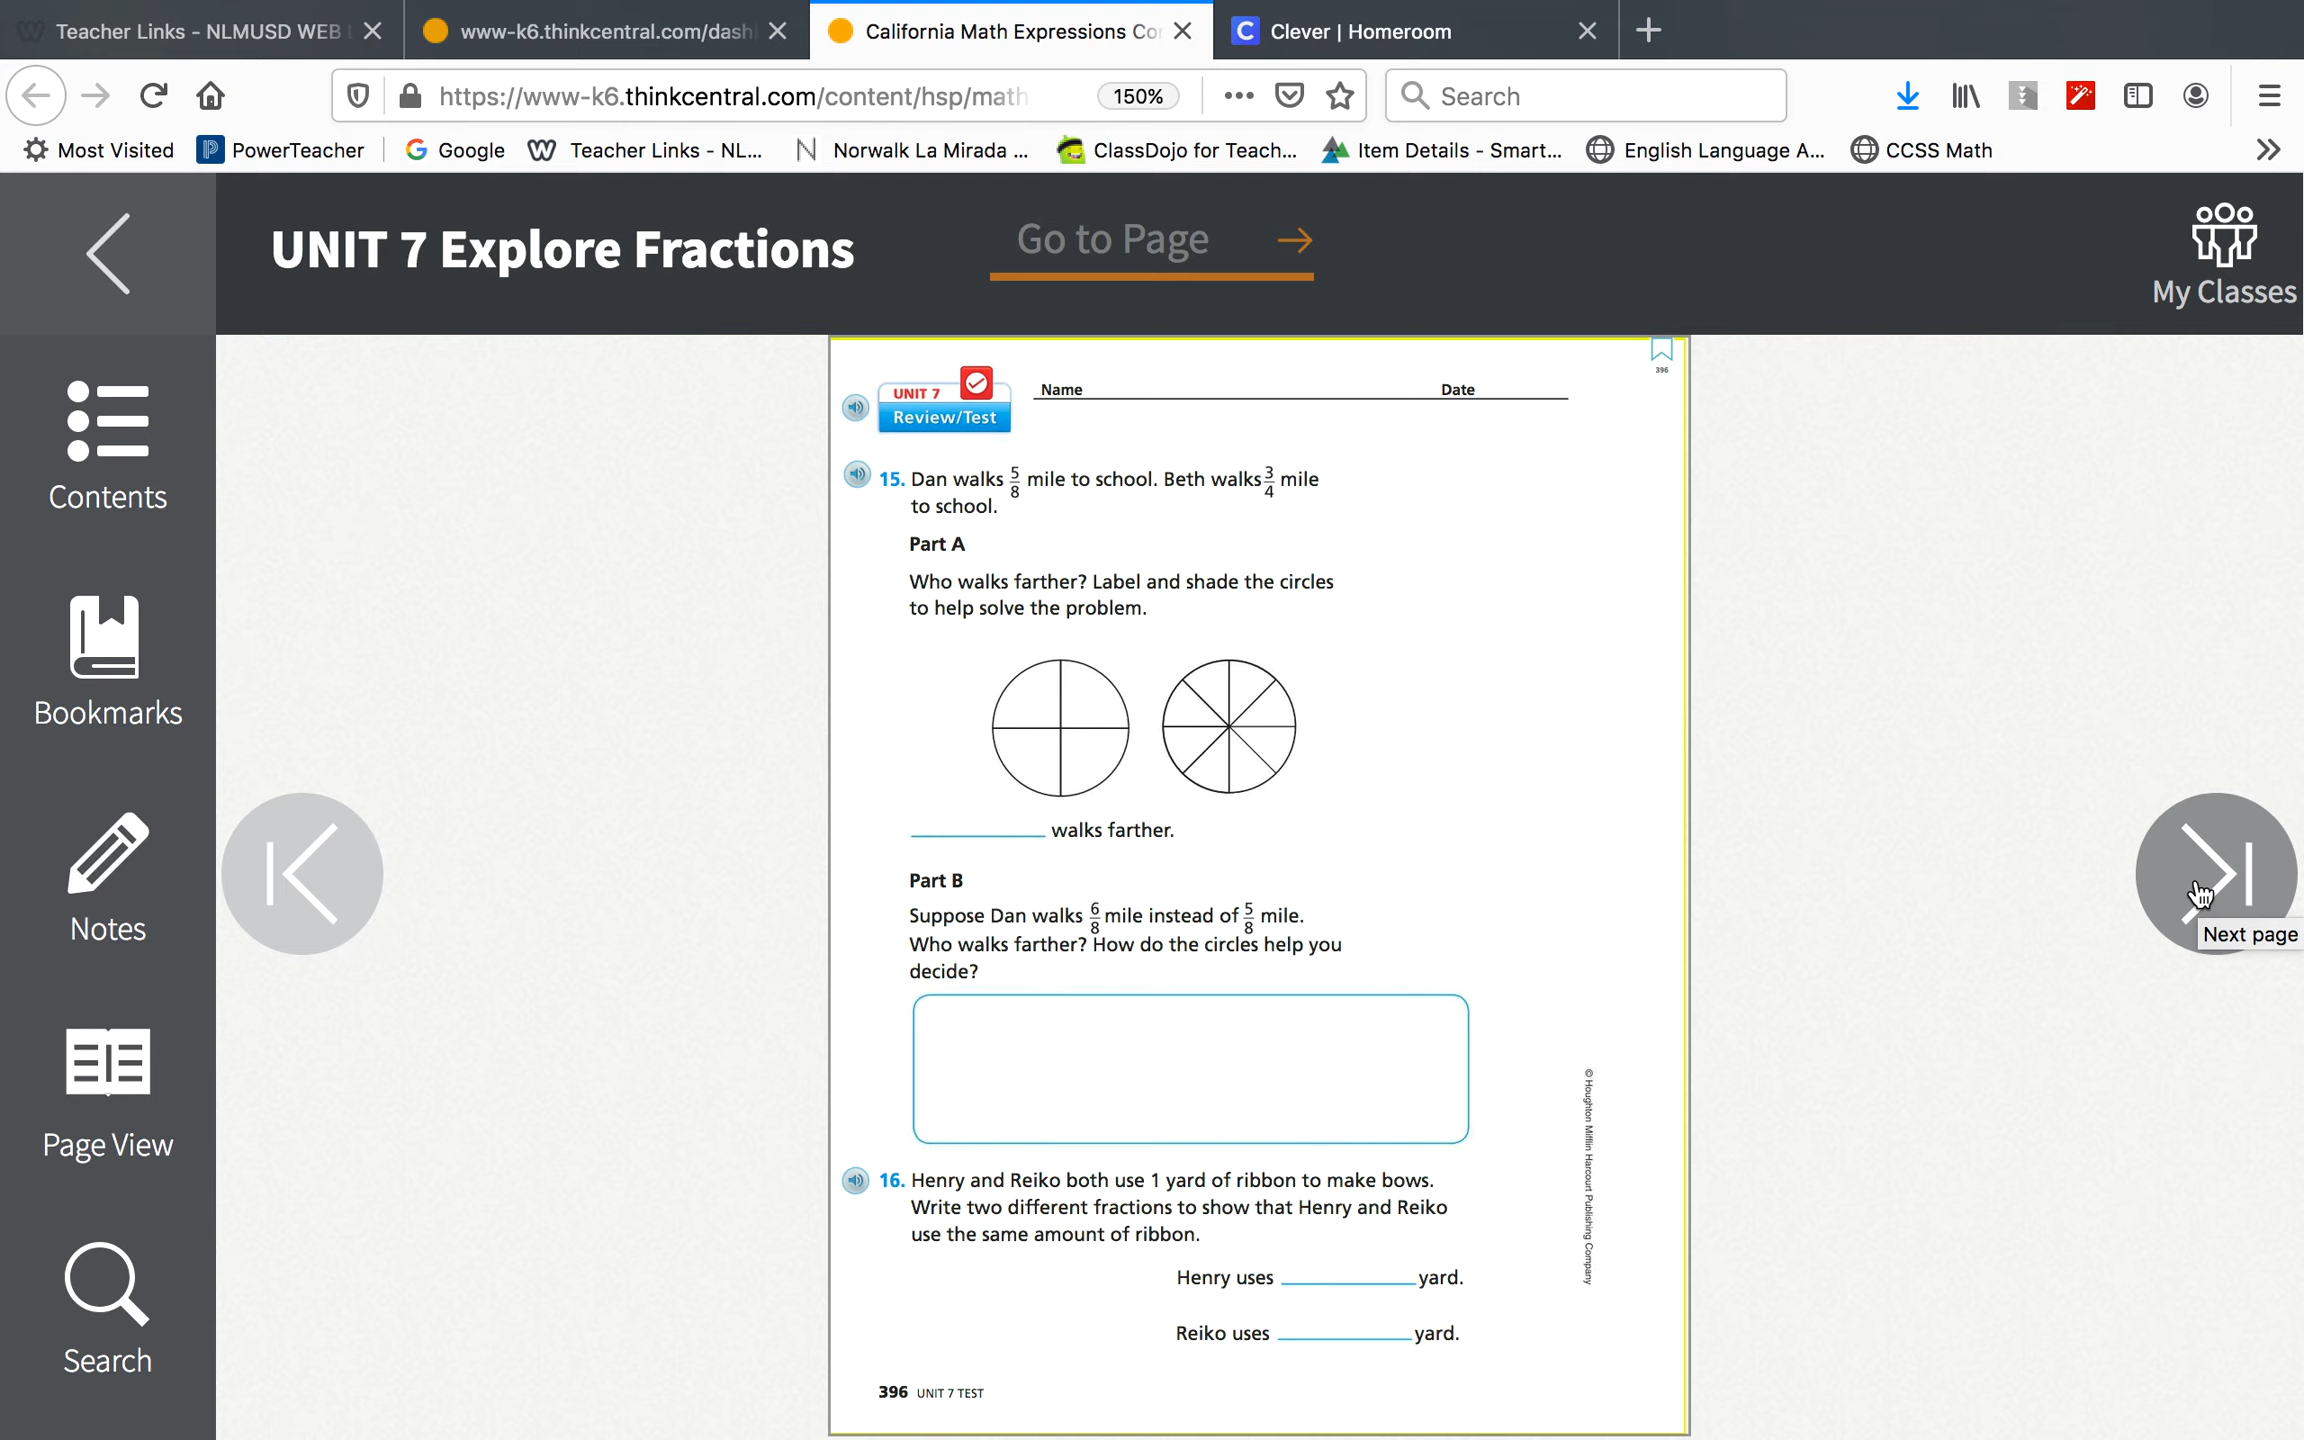 Teacher Links - NLMUSD WEB
www-k6.thinkcentral.com/dash
California Math Expressions Co
Clever | Homeroom
https://www-k6.thinkcentral.com/content/hsp/math
150%
Search
Most Visited
PowerTeacher
Google
Teacher Links - NL...
Norwalk La Mirada ...
ClassDojo for Teach...
Item Details - Smart...
English Language A...
CCSS Math
UNIT 7 Explore Fractions
Go to Page
My Classes
Contents
Bookmarks
Notes
Page View
Search
Next page
396
UNIT 7
Review/Test
Name
Date
15. Dan walks 5/8 mile to school. Beth walks 3/4 mile
to school.
Part A
Who walks farther? Label and shade the circles
to help solve the problem.
____________ walks farther.
Part B
Suppose Dan walks 6/8 mile instead of 5/8 mile.
Who walks farther? How do the circles help you
decide?
16. Henry and Reiko both use 1 yard of ribbon to make bows.
Write two different fractions to show that Henry and Reiko
use the same amount of ribbon.
Henry uses ____________ yard.
Reiko uses ____________ yard.
© Houghton Mifflin Harcourt Publishing Company
396 UNIT 7 TEST